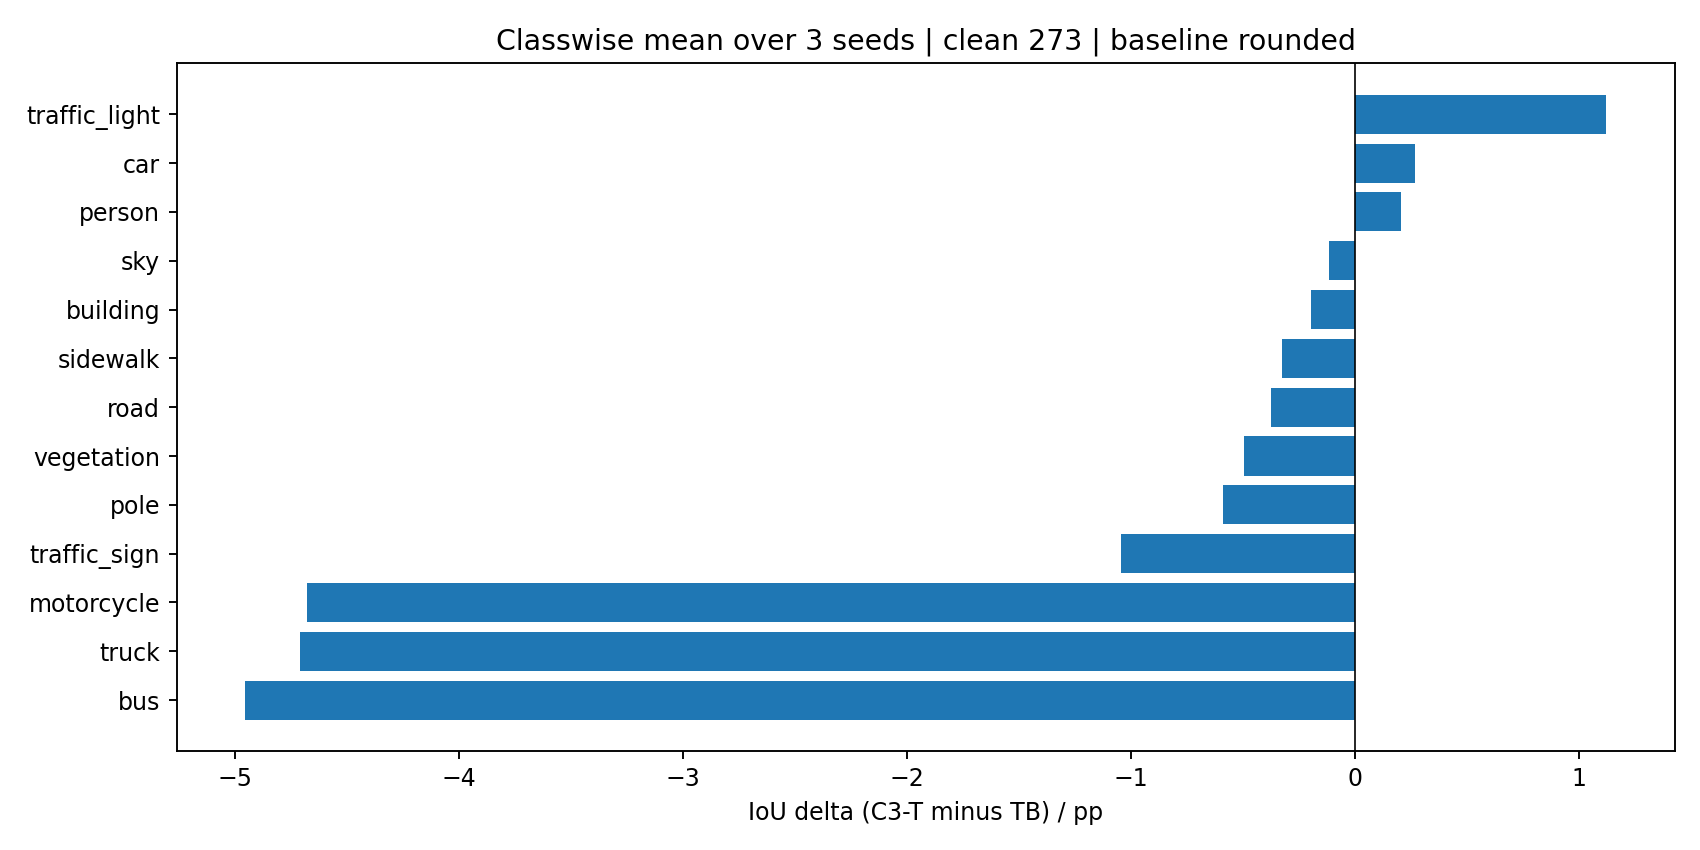 Classwise mean over 3 seeds | clean 273 | baseline rounded
traffic_light
car
person
sky
building
sidewalk
road
vegetation
pole
traffic_sign
motorcycle
truck
bus
−5 −4 −3 −2 −1 0 1
IoU delta (C3-T minus TB) / pp